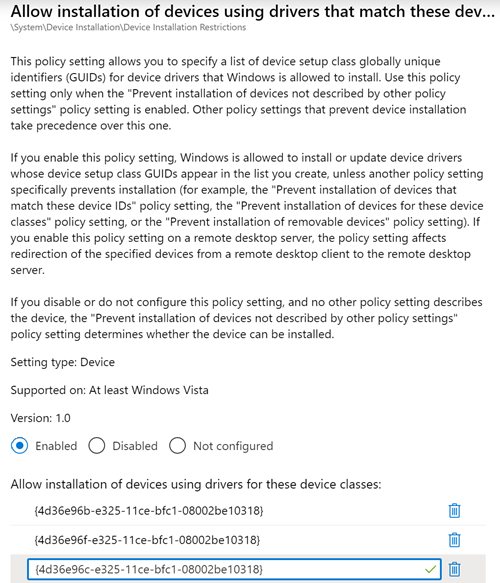 Allow installation of devices using drivers that match these dev...
\System\Device Installation\Device Installation Restrictions
This policy setting allows you to specify a list of device setup class globally unique
identifiers (GUIDs) for device drivers that Windows is allowed to install. Use this policy
setting only when the "Prevent installation of devices not described by other policy
settings" policy setting is enabled. Other policy settings that prevent device installation
take precedence over this one.
If you enable this policy setting, Windows is allowed to install or update device drivers
whose device setup class GUIDs appear in the list you create, unless another policy setting
specifically prevents installation (for example, the "Prevent installation of devices that
match these device IDs" policy setting, the "Prevent installation of devices for these device
classes" policy setting, or the "Prevent installation of removable devices" policy setting). If
you enable this policy setting on a remote desktop server, the policy setting affects
redirection of the specified devices from a remote desktop client to the remote desktop
server.
If you disable or do not configure this policy setting, and no other policy setting describes
the device, the "Prevent installation of devices not described by other policy settings"
policy setting determines whether the device can be installed.
Setting type: Device
Supported on: At least Windows Vista
Version: 1.0
Enabled Disabled Not configured
Allow installation of devices using drivers for these device classes:
{4d36e96b-e325-11ce-bfc1-08002be10318}
{4d36e96f-e325-11ce-bfc1-08002be10318}
{4d36e96c-e325-11ce-bfc1-08002be10318}